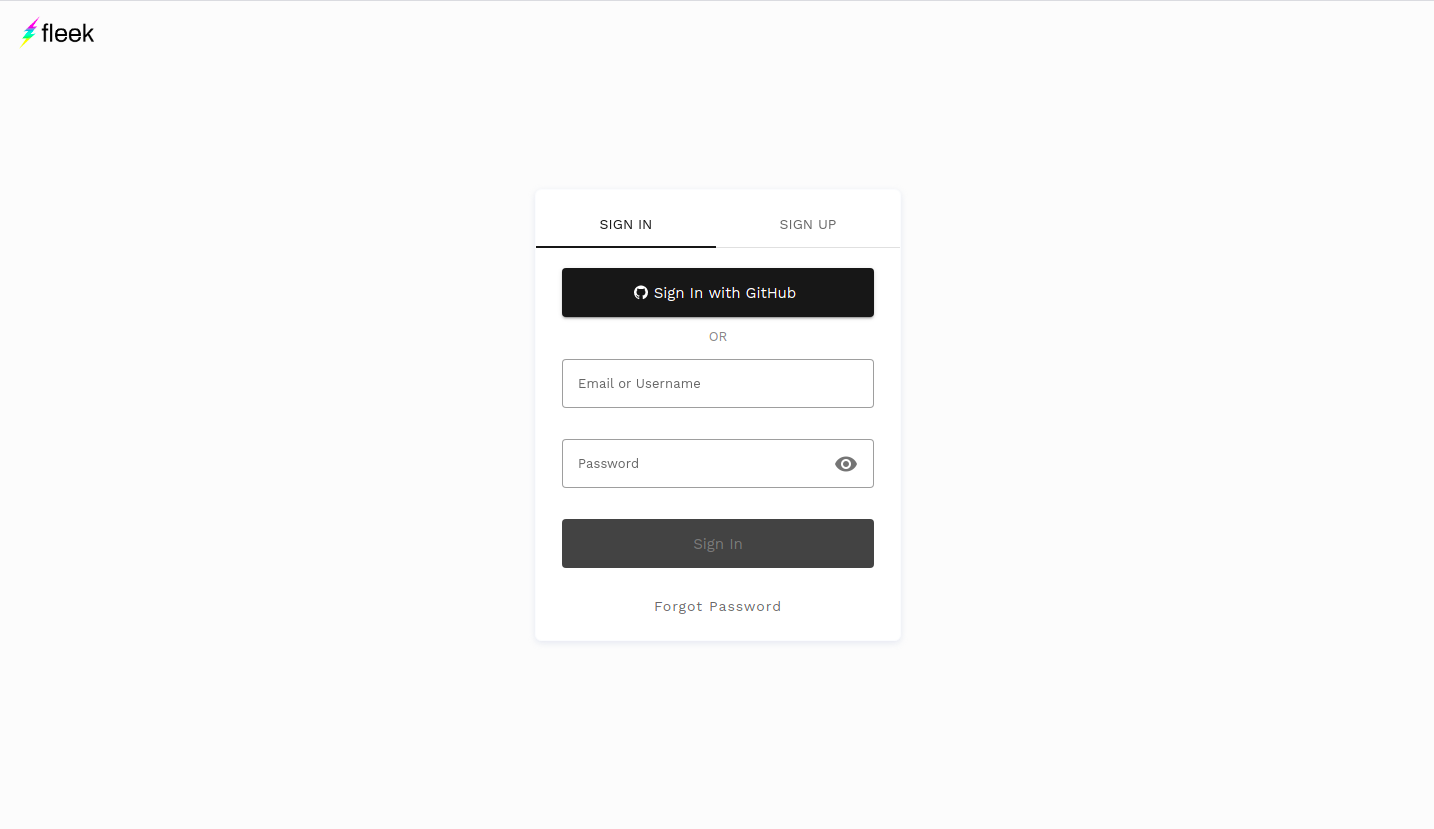 fleek
SIGN IN SIGN UP
Sign In with GitHub
OR
Email or Username
Password
Sign In
Forgot Password